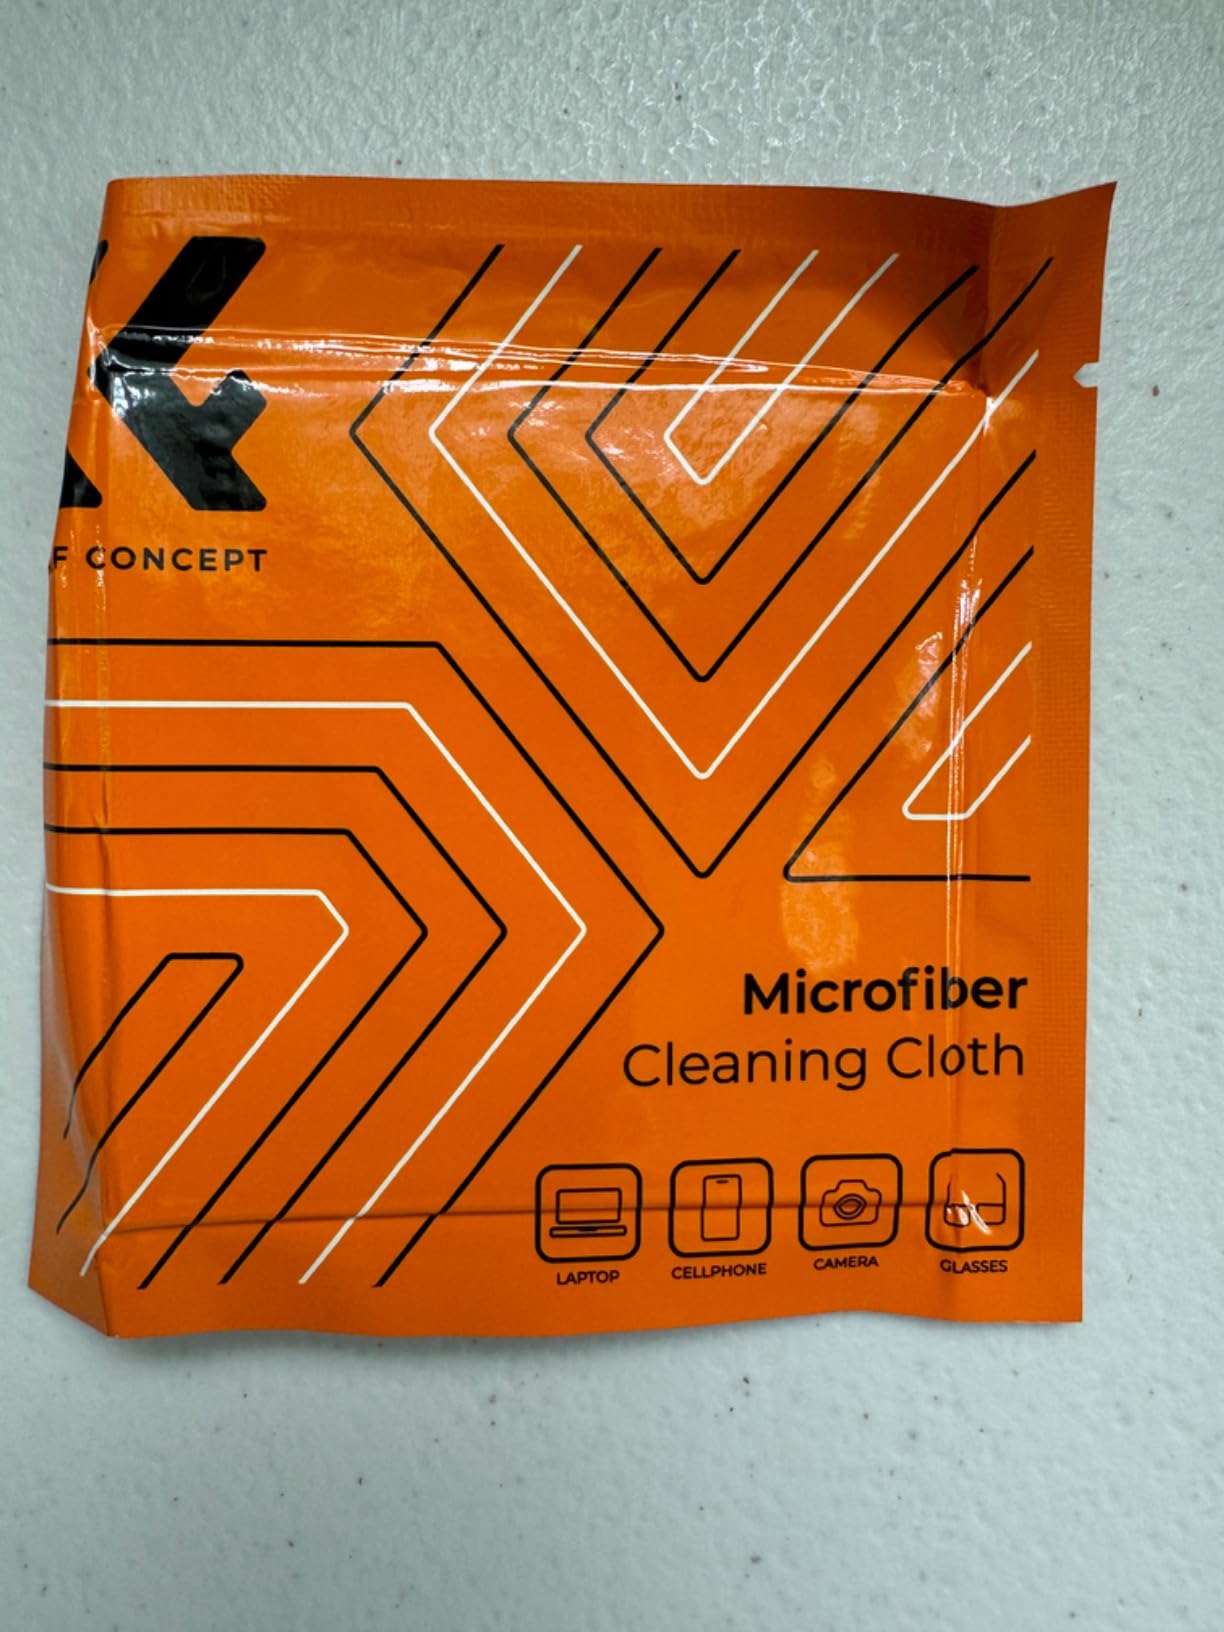 F CONCEPT
Microfiber
Cleaning Cloth
LAPTOP
CELLPHONE
CAMERA
GLASSES